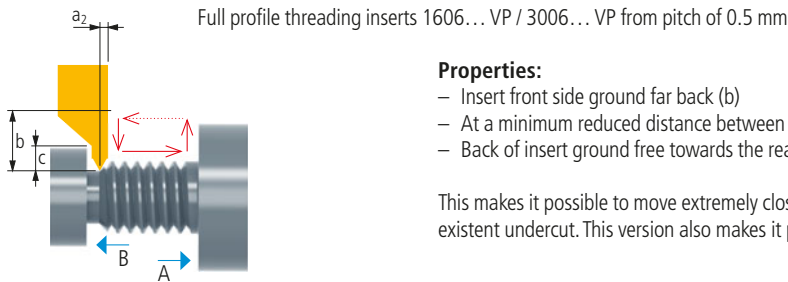 Full profile threading inserts 1606… VP / 3006… VP from pitch of 0.5 mm
a2
b
c
B
A
Properties:
– Insert front side ground far back (b)
– At a minimum reduced distance between
– Back of insert ground free towards the rea
This makes it possible to move extremely clos
existent undercut. This version also makes it p